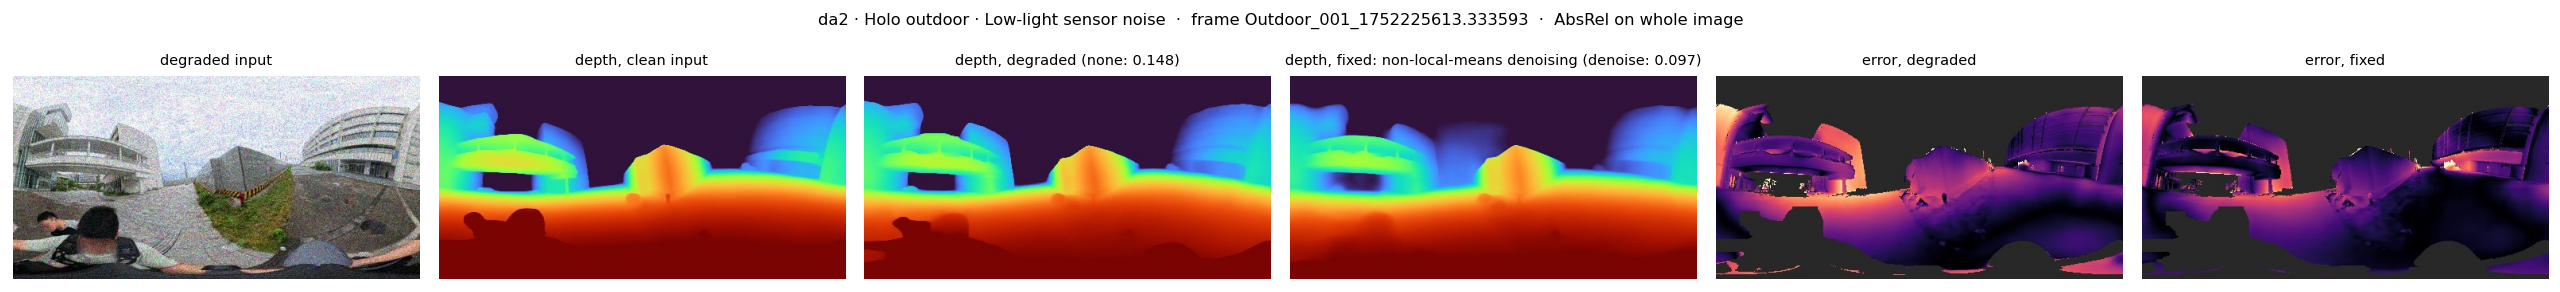 da2 · Holo outdoor · Low-light sensor noise  ·  frame Outdoor_001_1752225613.333593  ·  AbsRel on whole image
degraded input
depth, clean input
depth, degraded (none: 0.148)
depth, fixed: non-local-means denoising (denoise: 0.097)
error, degraded
error, fixed